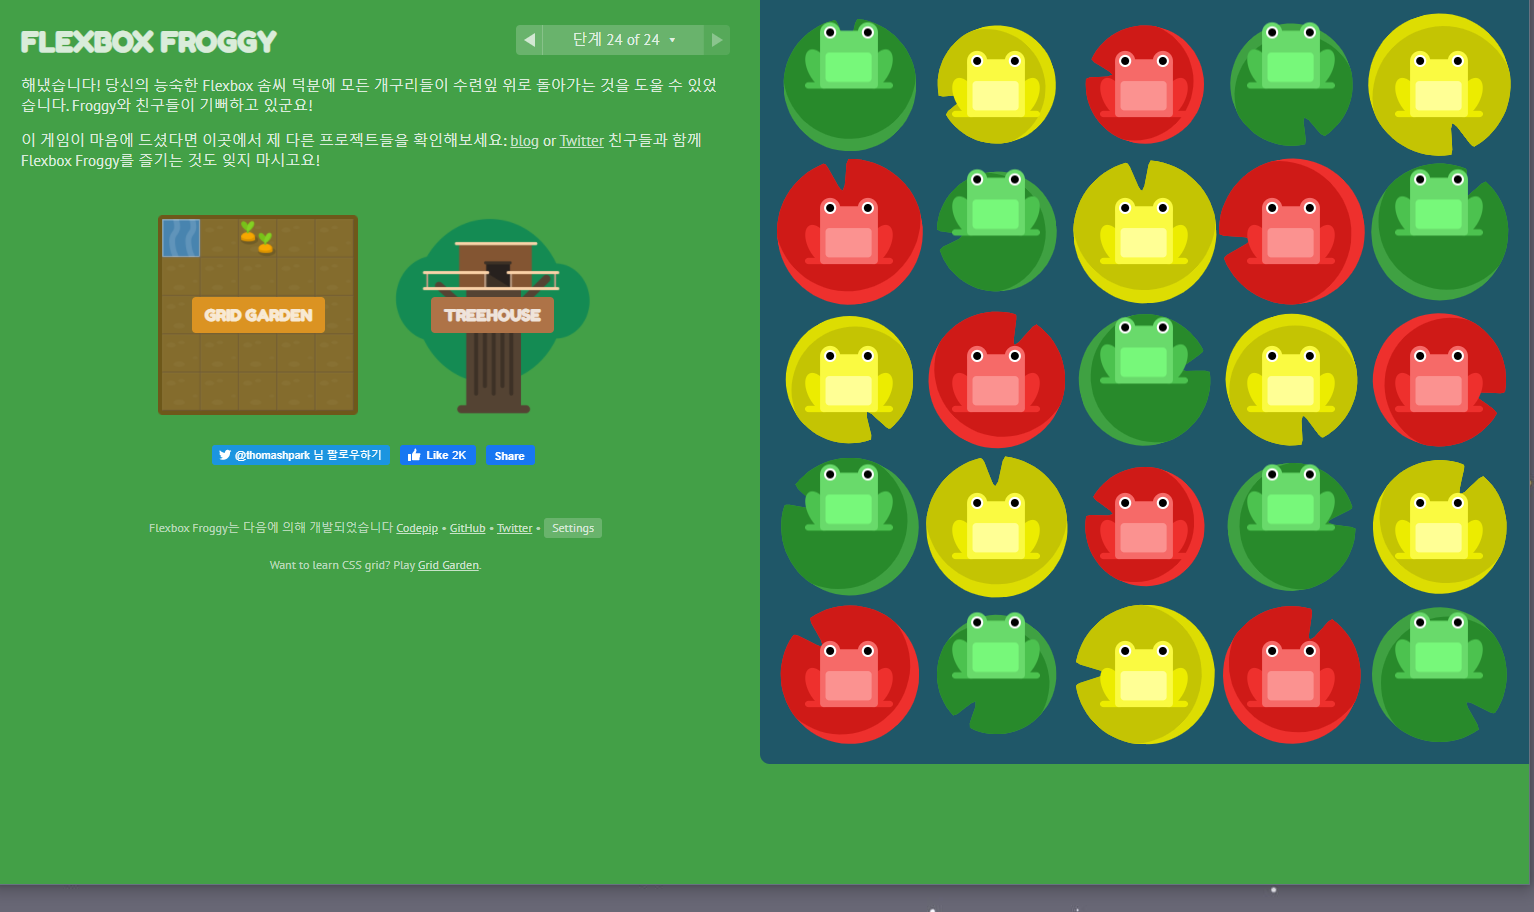 FLEXBOX FROGGY
단계 24 of 24
해냈습니다! 당신의 능숙한 Flexbox 솜씨 덕분에 모든 개구리들이 수련잎 위로 돌아가는 것을 도울 수 있었
습니다. Froggy와 친구들이 기뻐하고 있군요!
이 게임이 마음에 드셨다면 이곳에서 제 다른 프로젝트들을 확인해보세요: blog or Twitter 친구들과 함께
Flexbox Froggy를 즐기는 것도 잊지 마시고요!
GRID GARDEN
TREEHOUSE
@thomashpark 님 팔로우하기
Like 2K
Share
Flexbox Froggy는 다음에 의해 개발되었습니다 Codepip • GitHub • Twitter • Settings
Want to learn CSS grid? Play Grid Garden.